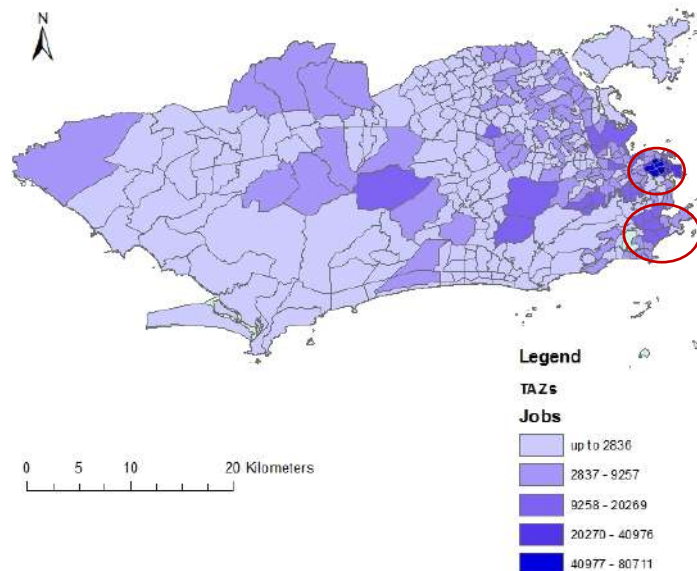 N
Legend
TAZs
Jobs
up to 2836
2837 - 9257
9258 - 20269
20270 - 40976
40977 - 80711
0 5 10 20 Kilometers